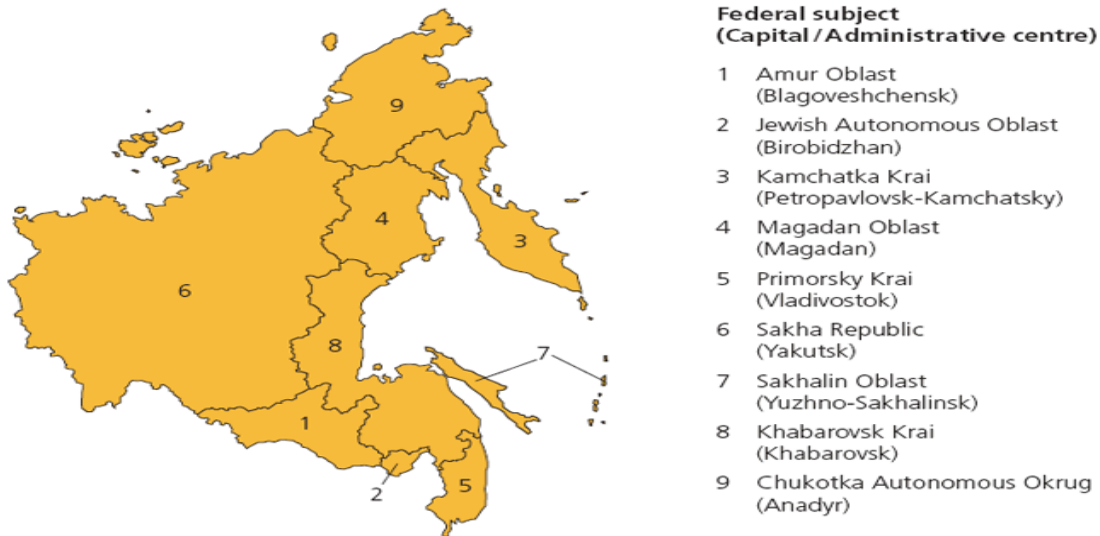 Federal subject
(Capital/Administrative centre)
1 Amur Oblast
(Blagoveshchensk)
2 Jewish Autonomous Oblast
(Birobidzhan)
3 Kamchatka Krai
(Petropavlovsk-Kamchatsky)
4 Magadan Oblast
(Magadan)
5 Primorsky Krai
(Vladivostok)
6 Sakha Republic
(Yakutsk)
7 Sakhalin Oblast
(Yuzhno-Sakhalinsk)
8 Khabarovsk Krai
(Khabarovsk)
9 Chukotka Autonomous Okrug
(Anadyr)
9
4
3
6
8
7
1
2
5